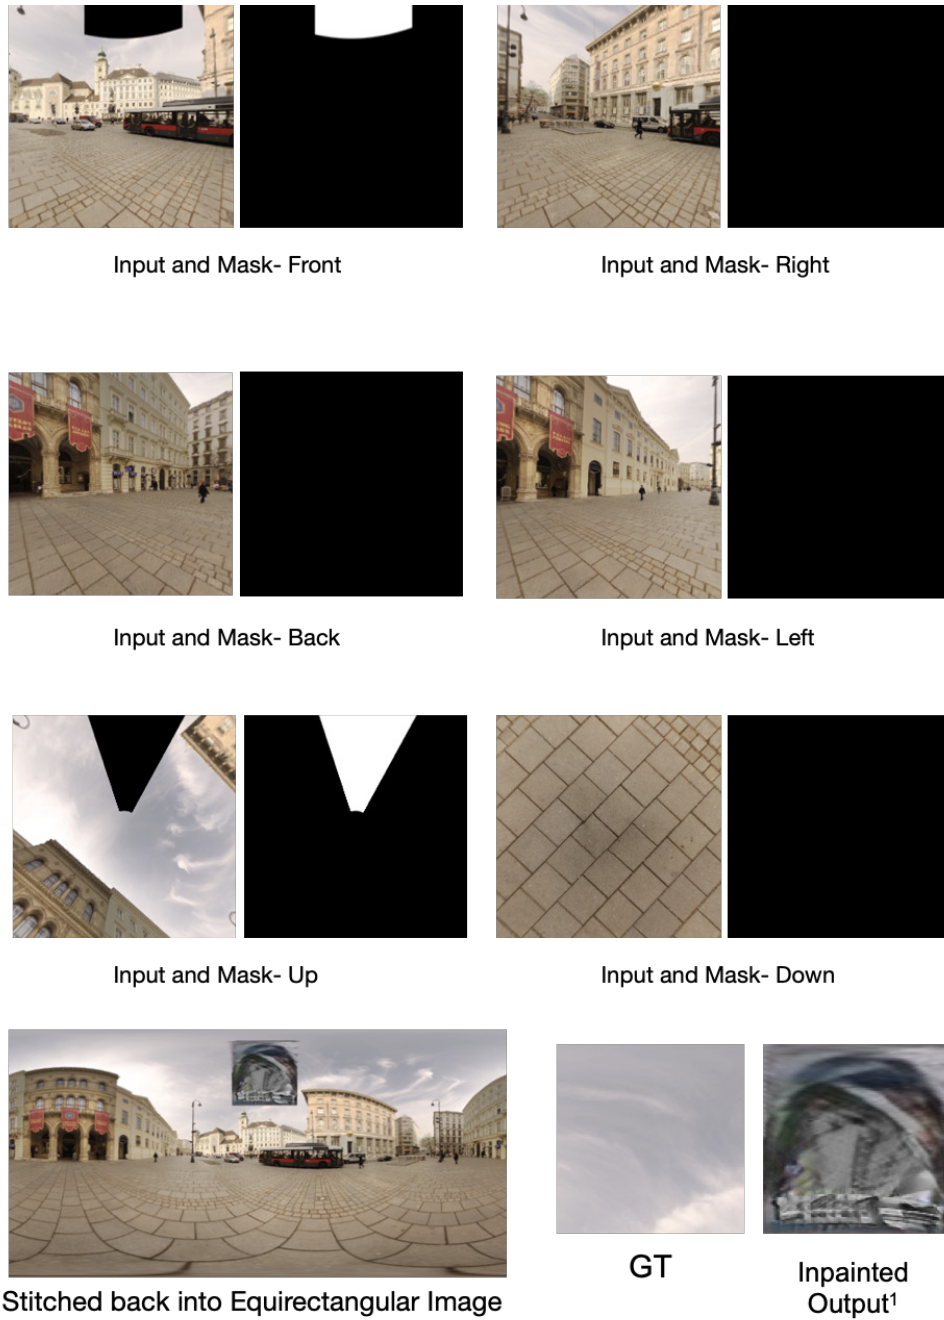 Input and Mask- Front
Input and Mask- Right
Input and Mask- Back
Input and Mask- Left
Input and Mask- Up
Input and Mask- Down
Stitched back into Equirectangular Image
GT
Inpainted
Output¹